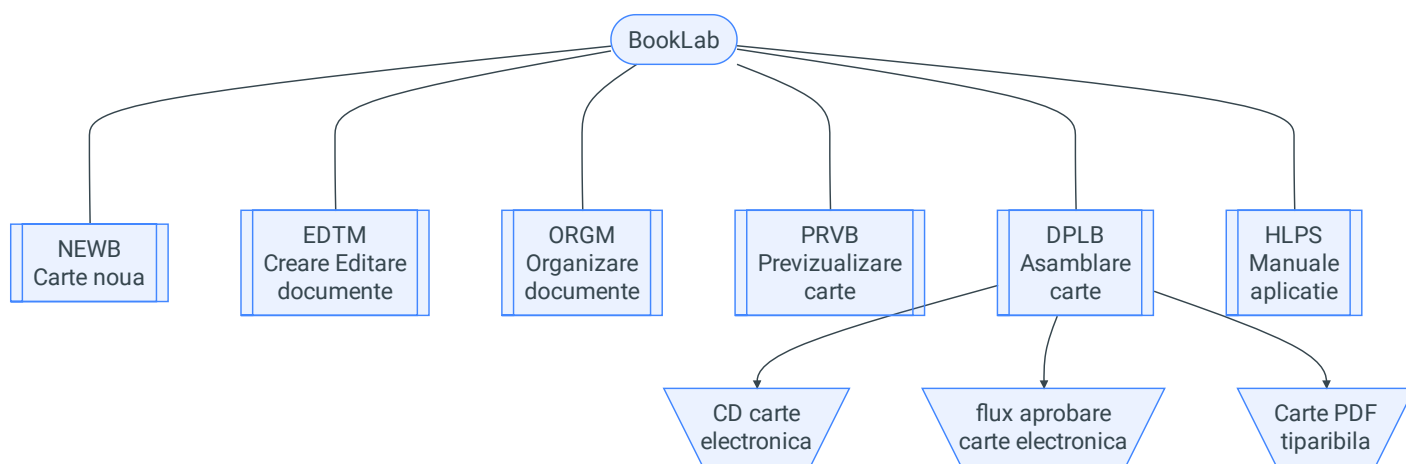 BookLab
NEWB
Carte noua
EDTM
Creare Editare
documente
ORGM
Organizare
documente
PRVB
Previzualizare
carte
DPLB
Asamblare
carte
HLPS
Manuale
aplicatie
CD carte
electronica
flux aprobare
carte electronica
Carte PDF
tiparibila